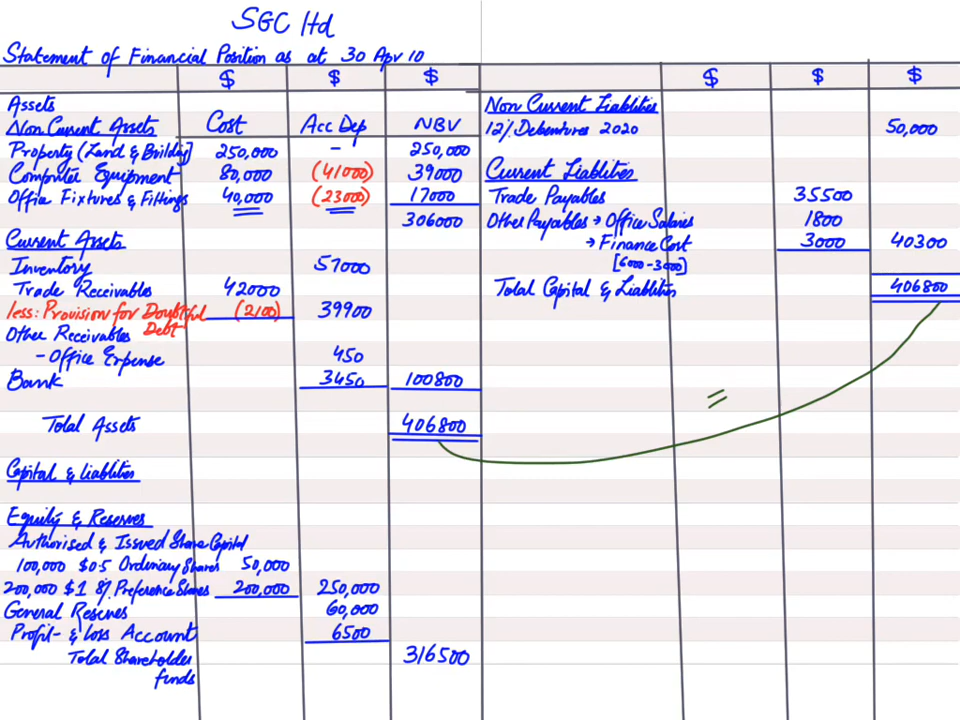 SGC ltd
Statement of Financial Position as at 30 Apr 10
$ $ $
Assets
Non Current Assets Cost Acc Dep NBV
Property (Land & Building) 250,000 - 250,000
Computer Equipment 80,000 (41000) 39000
Office Fixtures & Fittings 40,000 (23000) 17000
306000
Current Assets
Inventory 57000
Trade Receivables 42000
less: Provision for Doubtful (2100) 39900
Debt
Other Receivables
- Office Expense 450
Bank 3450 100800
Total Assets 406800
Capital & liablities
Equity & Reserves
Authorised & Issued Share Capital
100,000 $0.5 Ordinary Shares 50,000
200,000 $1 8% Preference Shares 200,000 250,000
General Reserves 60,000
Profit & Loss Account 6500
Total Shareholder 316500
funds
$ $ $
Non Current Liablities
12% Debentures 2020 50,000
Current Liablities
Trade Payables 35500
Other Payables → Office Salaries 1800
→ Finance Cost 3000 40300
[6000-3000]
Total Capital & Liablities 406800
=